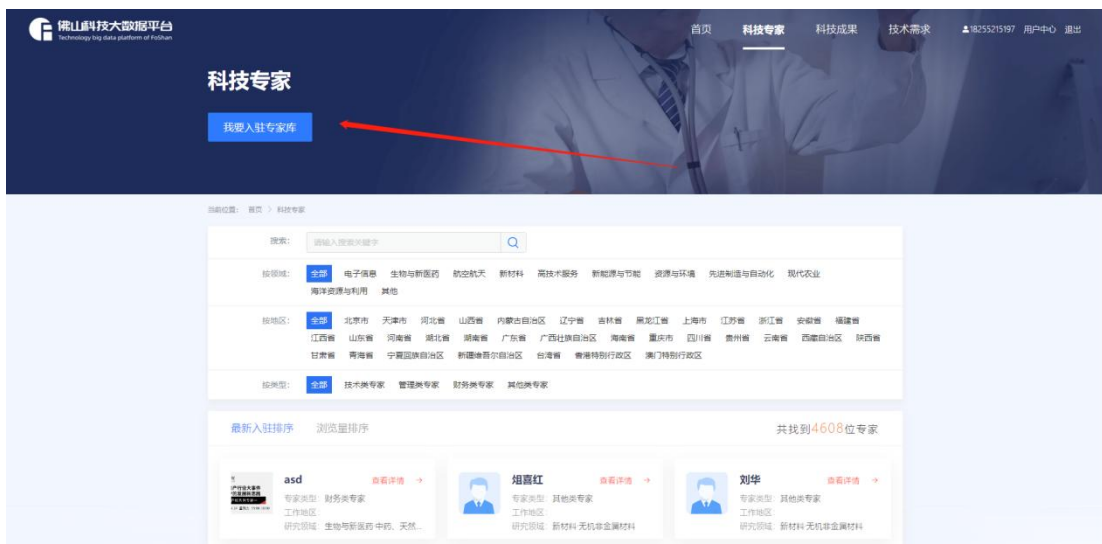 佛山科技大数据平台
Technology big data platform of FoShan
首页 科技专家 科技成果 技术需求 18255215197 用户中心 退出
科技专家
我要入驻专家库
当前位置： 首页 > 科技专家
搜索： 请输入搜索关键字
按领域： 全部 电子信息 生物与新医药 航空航天 新材料 高技术服务 新能源与节能 资源与环境 先进制造与自动化 现代农业
海洋资源与利用 其他
按地区： 全部 北京市 天津市 河北省 山西省 内蒙古自治区 辽宁省 吉林省 黑龙江省 上海市 江苏省 浙江省 安徽省 福建省
江西省 山东省 河南省 湖北省 湖南省 广东省 广西壮族自治区 海南省 重庆市 四川省 贵州省 云南省 西藏自治区 陕西省
甘肃省 青海省 宁夏回族自治区 新疆维吾尔自治区 台湾省 香港特别行政区 澳门特别行政区
按类型： 全部 技术类专家 管理类专家 财务类专家 其他类专家
最新入驻排序 浏览量排序 共找到4608位专家
asd 查看详情 →
专家类型: 财务类专家
工作地区:
研究领域: 生物与新医药 中药、天然...
俎喜红 查看详情 →
专家类型: 其他类专家
工作地区:
研究领域: 新材料 无机非金属材料
刘华 查看详情 →
专家类型: 其他类专家
工作地区:
研究领域: 新材料 无机非金属材料